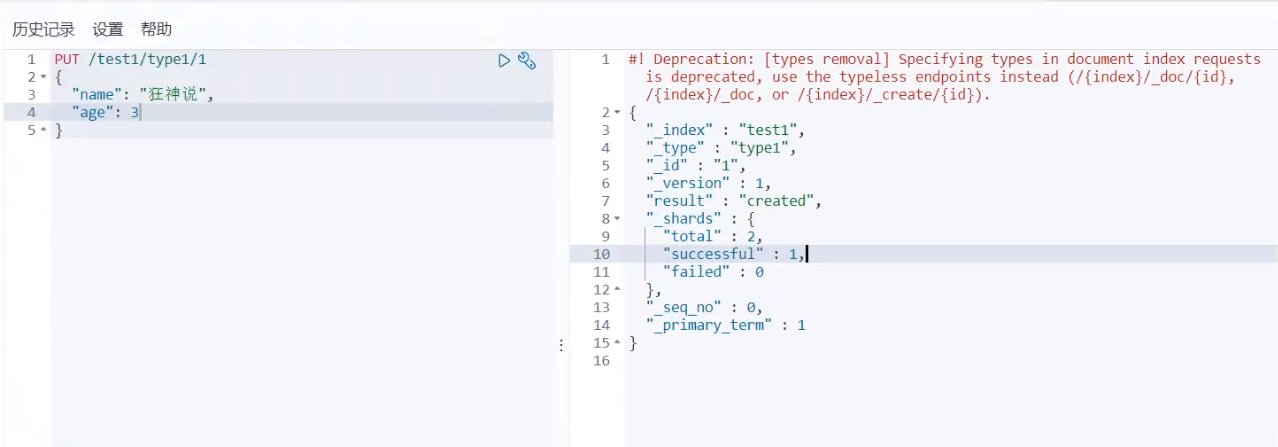 历史记录 设置 帮助
1 PUT /test1/type1/1
2 {
3 "name": "狂神说",
4 "age": 3
5 }
1 #! Deprecation: [types removal] Specifying types in document index requests
is deprecated, use the typeless endpoints instead (/{index}/_doc/{id},
/{index}/_doc, or /{index}/_create/{id}).
2 {
3 "_index" : "test1",
4 "_type" : "type1",
5 "_id" : "1",
6 "_version" : 1,
7 "result" : "created",
8 "_shards" : {
9 "total" : 2,
10 "successful" : 1,
11 "failed" : 0
12 },
13 "_seq_no" : 0,
14 "_primary_term" : 1
15 }
16